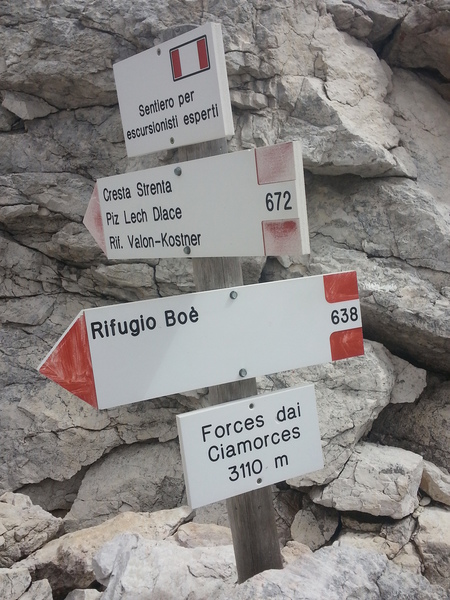 Sentiero per
escursionisti esperti
Cresta Strenta
Piz Lech Dlace
Rif. Valon-Kostner
672
Rifugio Boè
638
Forces dai
Ciamorces
3110 m